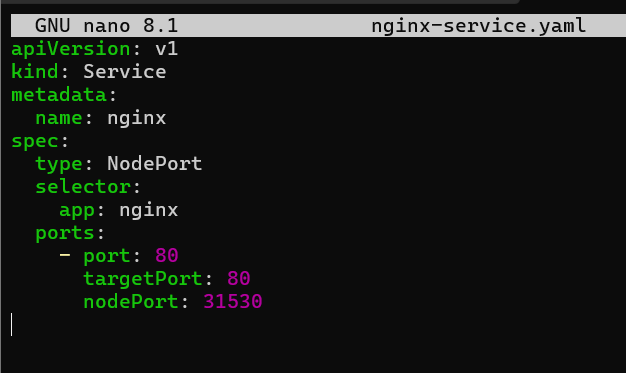 GNU nano 8.1 nginx-service.yaml
apiVersion: v1
kind: Service
metadata:
  name: nginx
spec:
  type: NodePort
  selector:
    app: nginx
  ports:
    - port: 80
      targetPort: 80
      nodePort: 31530